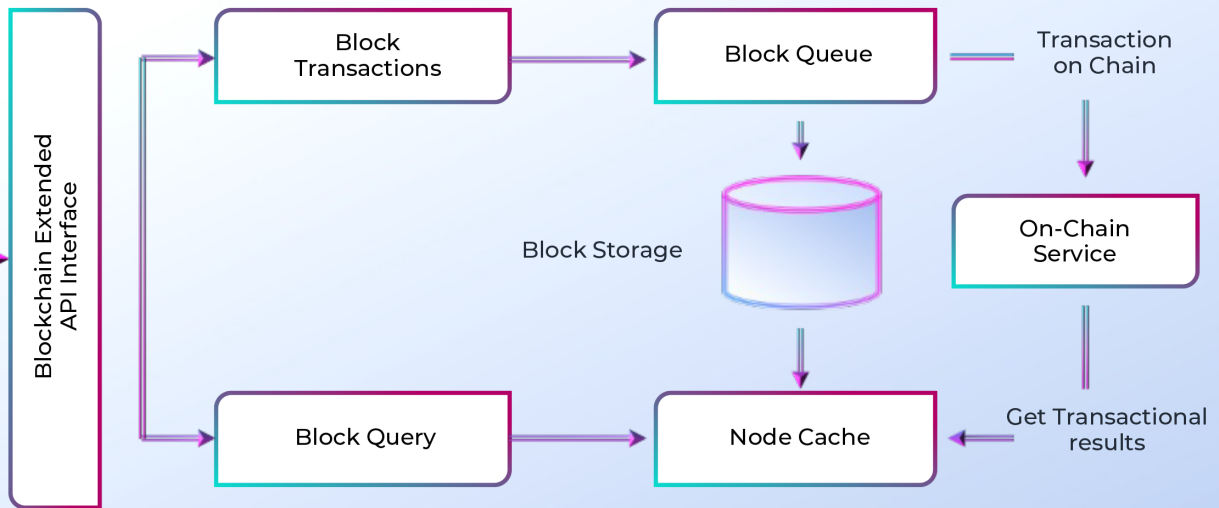 Blockchain Extended
API Interface
Block
Transactions
Block Queue
Transaction
on Chain
Block Storage
On-Chain
Service
Block Query
Node Cache
Get Transactional
results